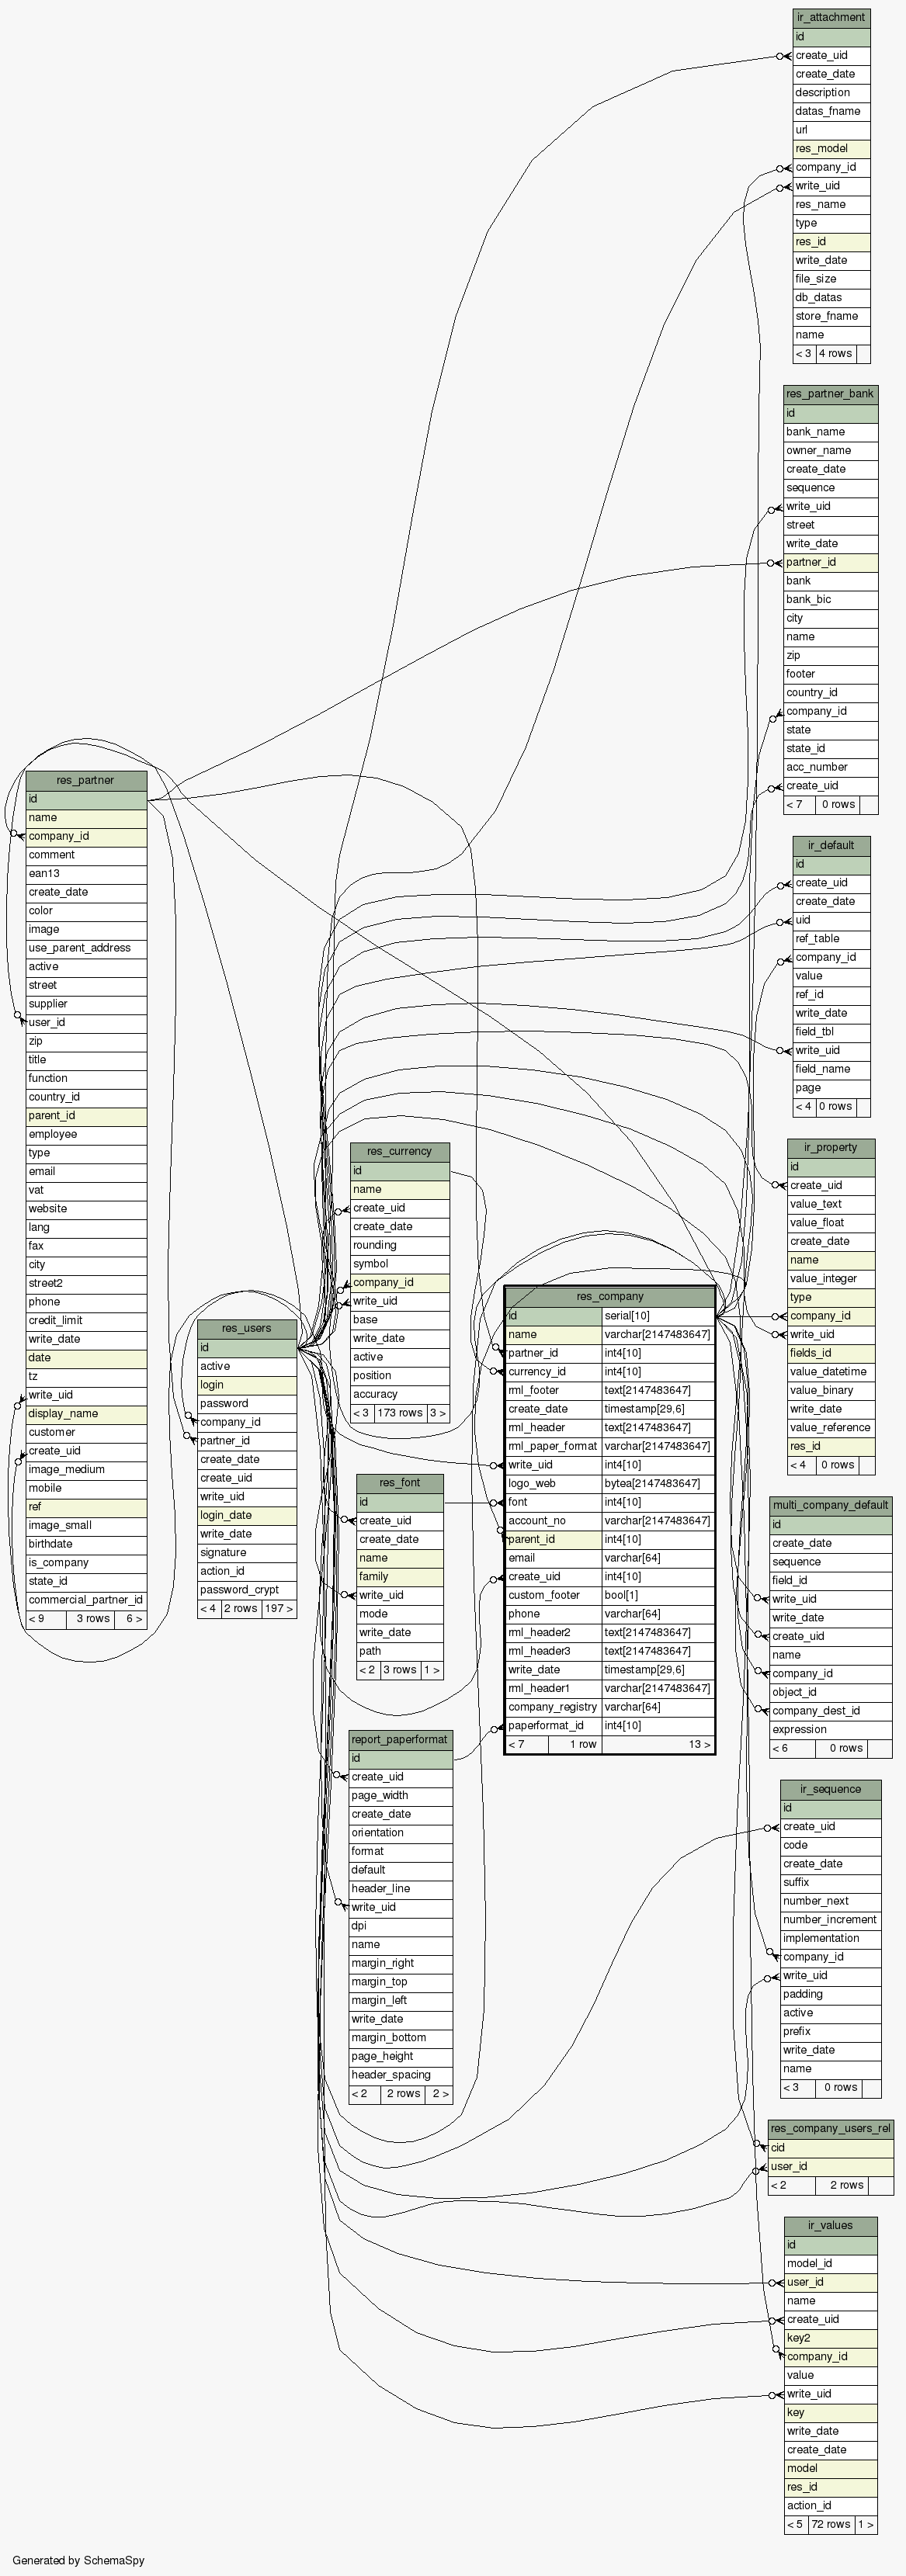 ir_attachment
id
create_uid
create_date
description
datas_fname
url
res_model
company_id
write_uid
res_name
type
res_id
write_date
file_size
db_datas
store_fname
name
< 3 4 rows
res_partner_bank
id
bank_name
owner_name
create_date
sequence
write_uid
street
write_date
partner_id
bank
bank_bic
city
name
zip
footer
country_id
company_id
state
state_id
acc_number
create_uid
< 7 0 rows
res_partner
id
name
company_id
comment
ean13
create_date
color
image
use_parent_address
active
street
supplier
user_id
zip
title
function
country_id
parent_id
employee
type
email
vat
website
lang
fax
city
street2
phone
credit_limit
write_date
date
tz
write_uid
display_name
customer
create_uid
image_medium
mobile
ref
image_small
birthdate
is_company
state_id
commercial_partner_id
< 9 3 rows 6 >
ir_default
id
create_uid
create_date
uid
ref_table
company_id
value
ref_id
write_date
field_tbl
write_uid
field_name
page
< 4 0 rows
res_currency
id
name
create_uid
create_date
rounding
symbol
company_id
write_uid
base
write_date
active
position
accuracy
< 3 173 rows 3 >
ir_property
id
create_uid
value_text
value_float
create_date
name
value_integer
type
company_id
write_uid
fields_id
value_datetime
value_binary
write_date
value_reference
res_id
< 4 0 rows
res_users
id
active
login
password
company_id
partner_id
create_date
create_uid
write_uid
login_date
write_date
signature
action_id
password_crypt
< 4 2 rows 197 >
res_company
id serial[10]
name varchar[2147483647]
partner_id int4[10]
currency_id int4[10]
rml_footer text[2147483647]
create_date timestamp[29,6]
rml_header text[2147483647]
rml_paper_format varchar[2147483647]
write_uid int4[10]
logo_web bytea[2147483647]
font int4[10]
account_no varchar[2147483647]
parent_id int4[10]
email varchar[64]
create_uid int4[10]
custom_footer bool[1]
phone varchar[64]
rml_header2 text[2147483647]
rml_header3 text[2147483647]
write_date timestamp[29,6]
rml_header1 varchar[2147483647]
company_registry varchar[64]
paperformat_id int4[10]
< 7 1 row 13 >
res_font
id
create_uid
create_date
name
family
write_uid
mode
write_date
path
< 2 3 rows 1 >
multi_company_default
id
create_date
sequence
field_id
write_uid
write_date
create_uid
name
company_id
object_id
company_dest_id
expression
< 6 0 rows
report_paperformat
id
create_uid
page_width
create_date
orientation
format
default
header_line
write_uid
dpi
name
margin_right
margin_top
margin_left
write_date
margin_bottom
page_height
header_spacing
< 2 2 rows 2 >
ir_sequence
id
create_uid
code
create_date
suffix
number_next
number_increment
implementation
company_id
write_uid
padding
active
prefix
write_date
name
< 3 0 rows
res_company_users_rel
cid
user_id
< 2 2 rows
ir_values
id
model_id
user_id
name
create_uid
key2
company_id
value
write_uid
key
write_date
create_date
model
res_id
action_id
< 5 72 rows 1 >
Generated by SchemaSpy